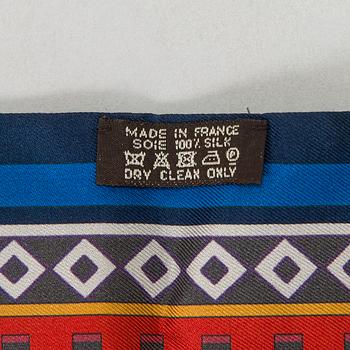 MADE IN FRANCE
SOIE 100% SILK
P
DRY CLEAN ONLY